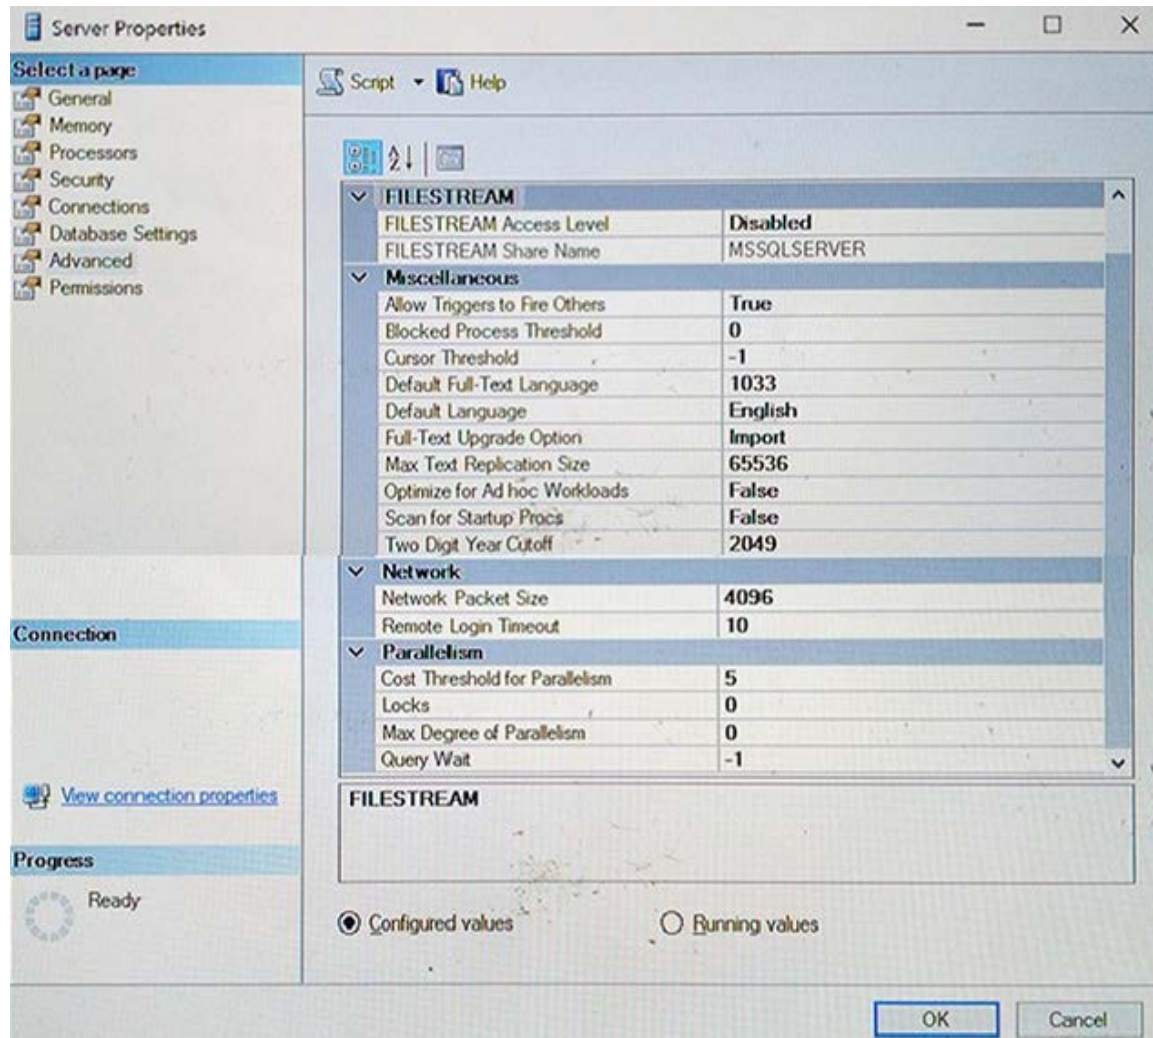 Server Properties
Select a page
General
Memory
Processors
Security
Connections
Database Settings
Advanced
Permissions
Script
Help
FILESTREAM
FILESTREAM Access Level Disabled
FILESTREAM Share Name MSSQLSERVER
Miscellaneous
Allow Triggers to Fire Others True
Blocked Process Threshold 0
Cursor Threshold -1
Default Full-Text Language 1033
Default Language English
Full-Text Upgrade Option Import
Max Text Replication Size 65536
Optimize for Ad hoc Workloads False
Scan for Startup Procs False
Two Digit Year Cutoff 2049
Network
Network Packet Size 4096
Remote Login Timeout 10
Parallelism
Cost Threshold for Parallelism 5
Locks 0
Max Degree of Parallelism 0
Query Wait -1
FILESTREAM
Connection
View connection properties
Progress
Ready
Configured values
Running values
OK
Cancel